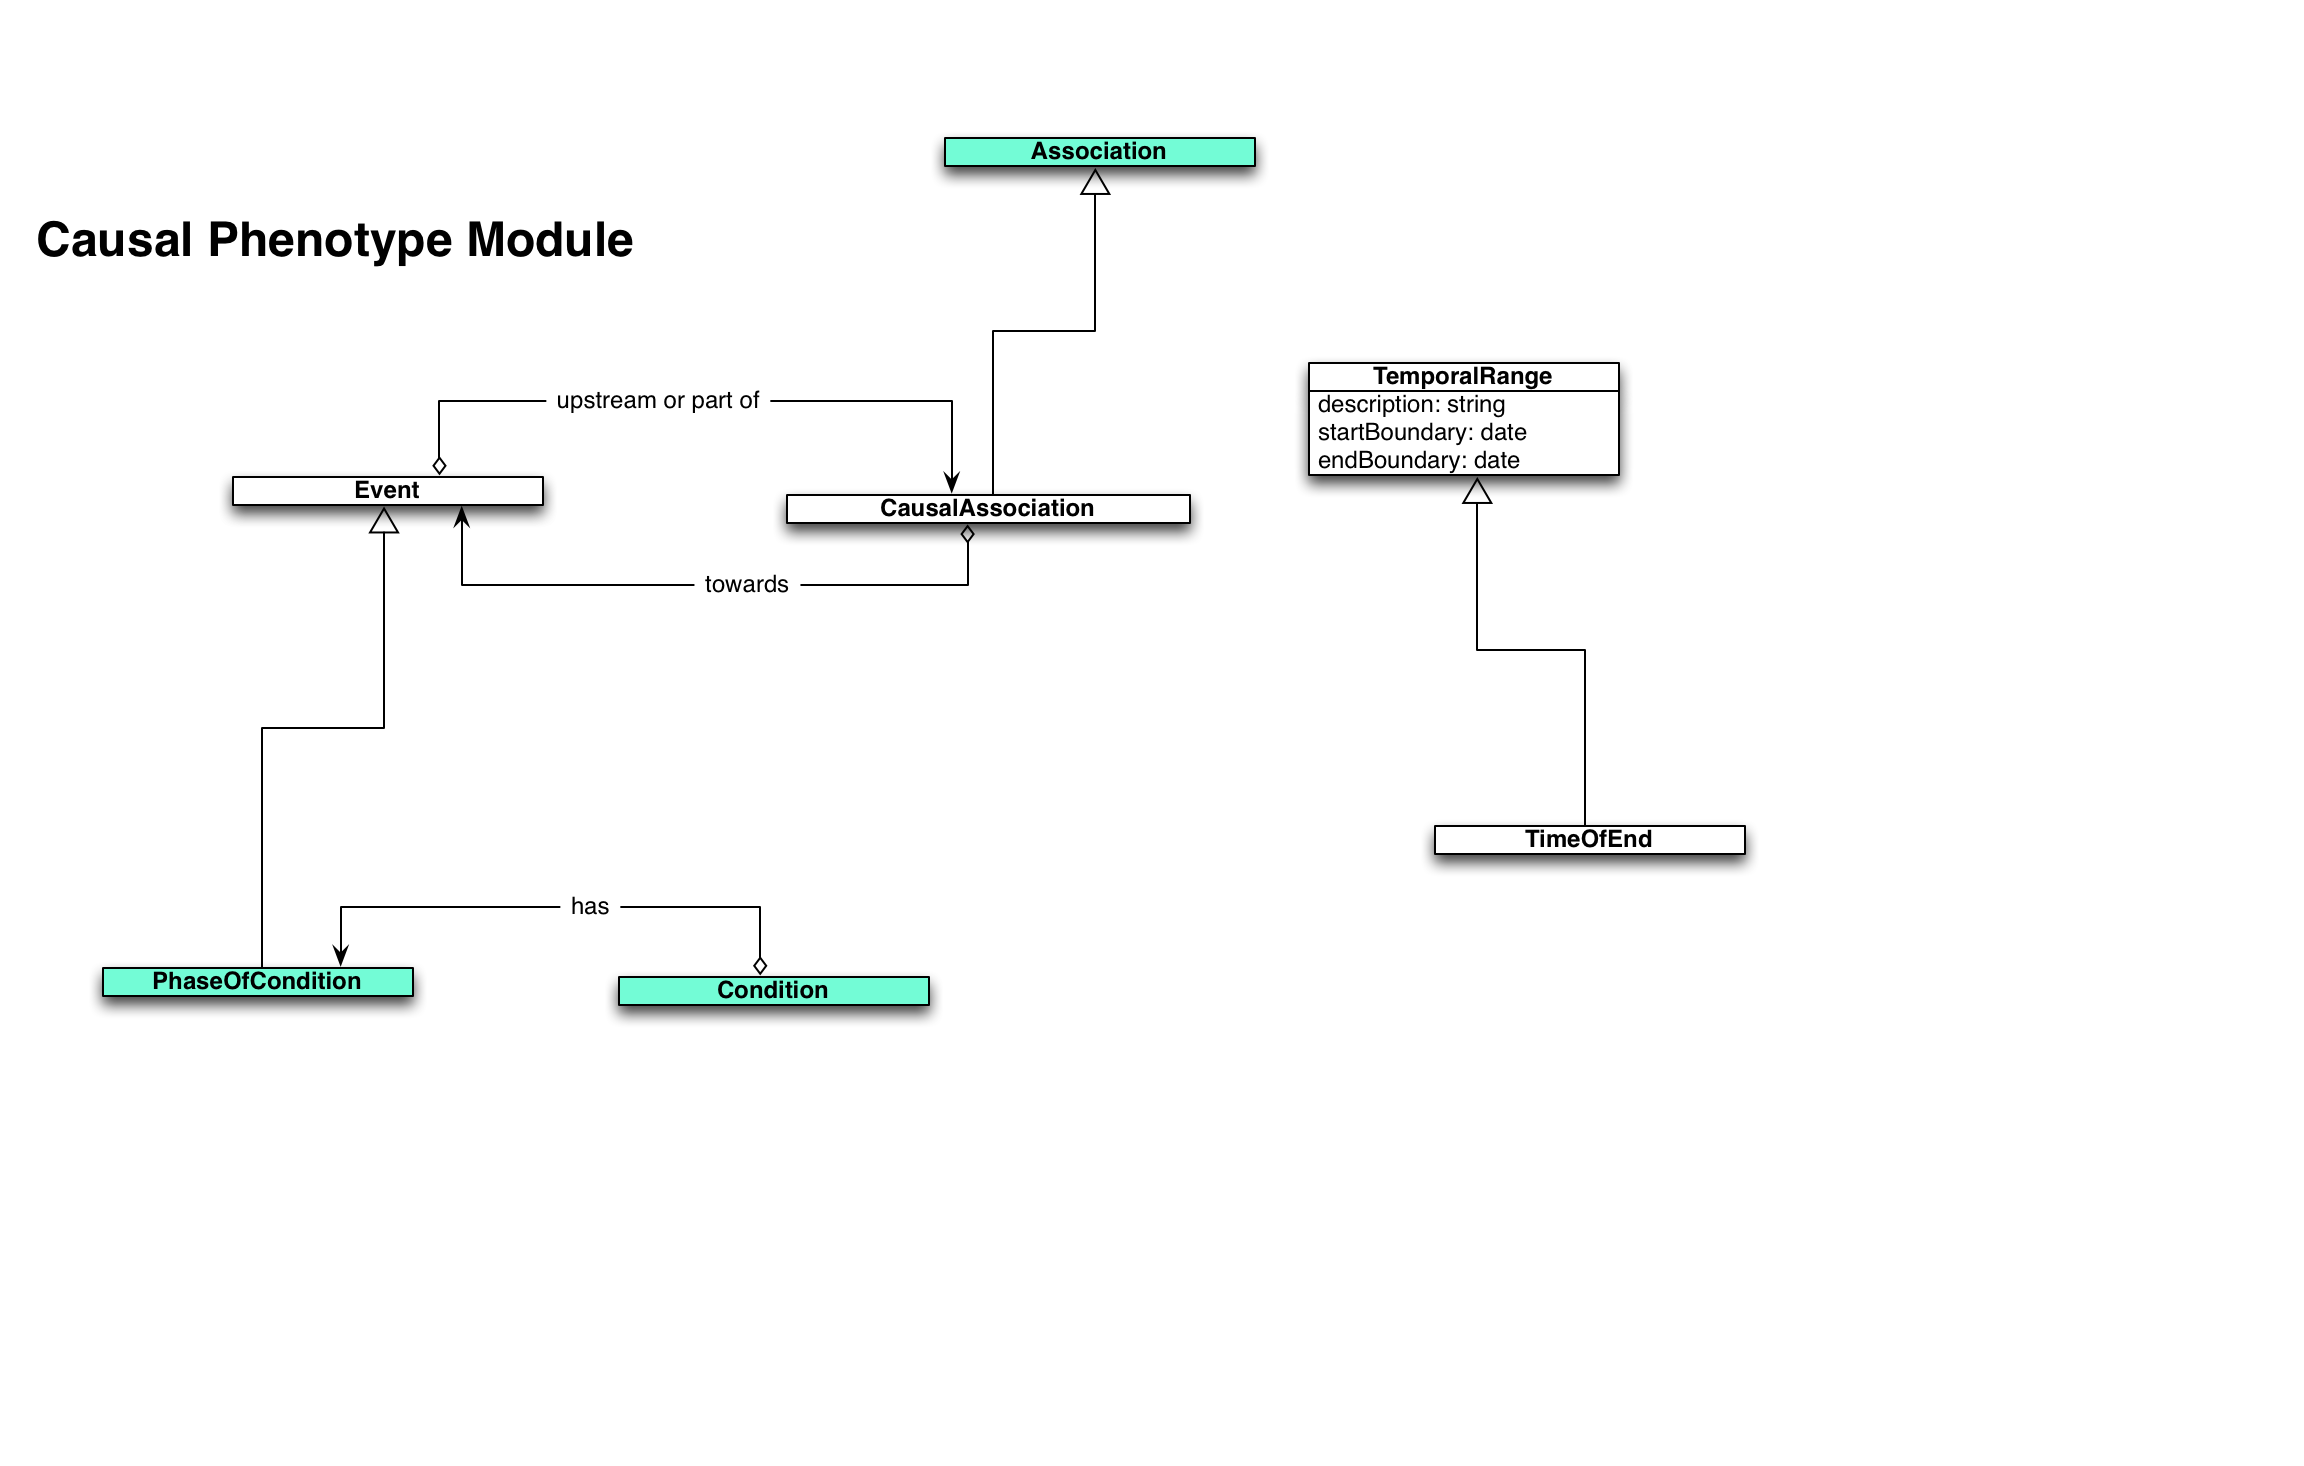 Association
Causal Phenotype Module
TemporalRange
description: string
startBoundary: date
endBoundary: date
upstream or part of
Event
CausalAssociation
towards
TimeOfEnd
has
PhaseOfCondition
Condition